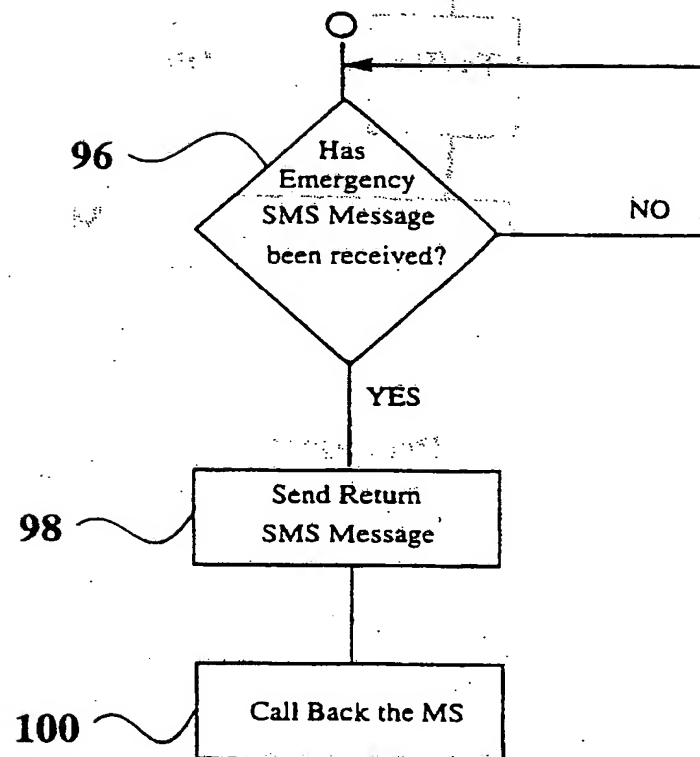 96
Has
Emergency
SMS Message
been received?
NO
YES
98
Send Return
SMS Message
100
Call Back the MS